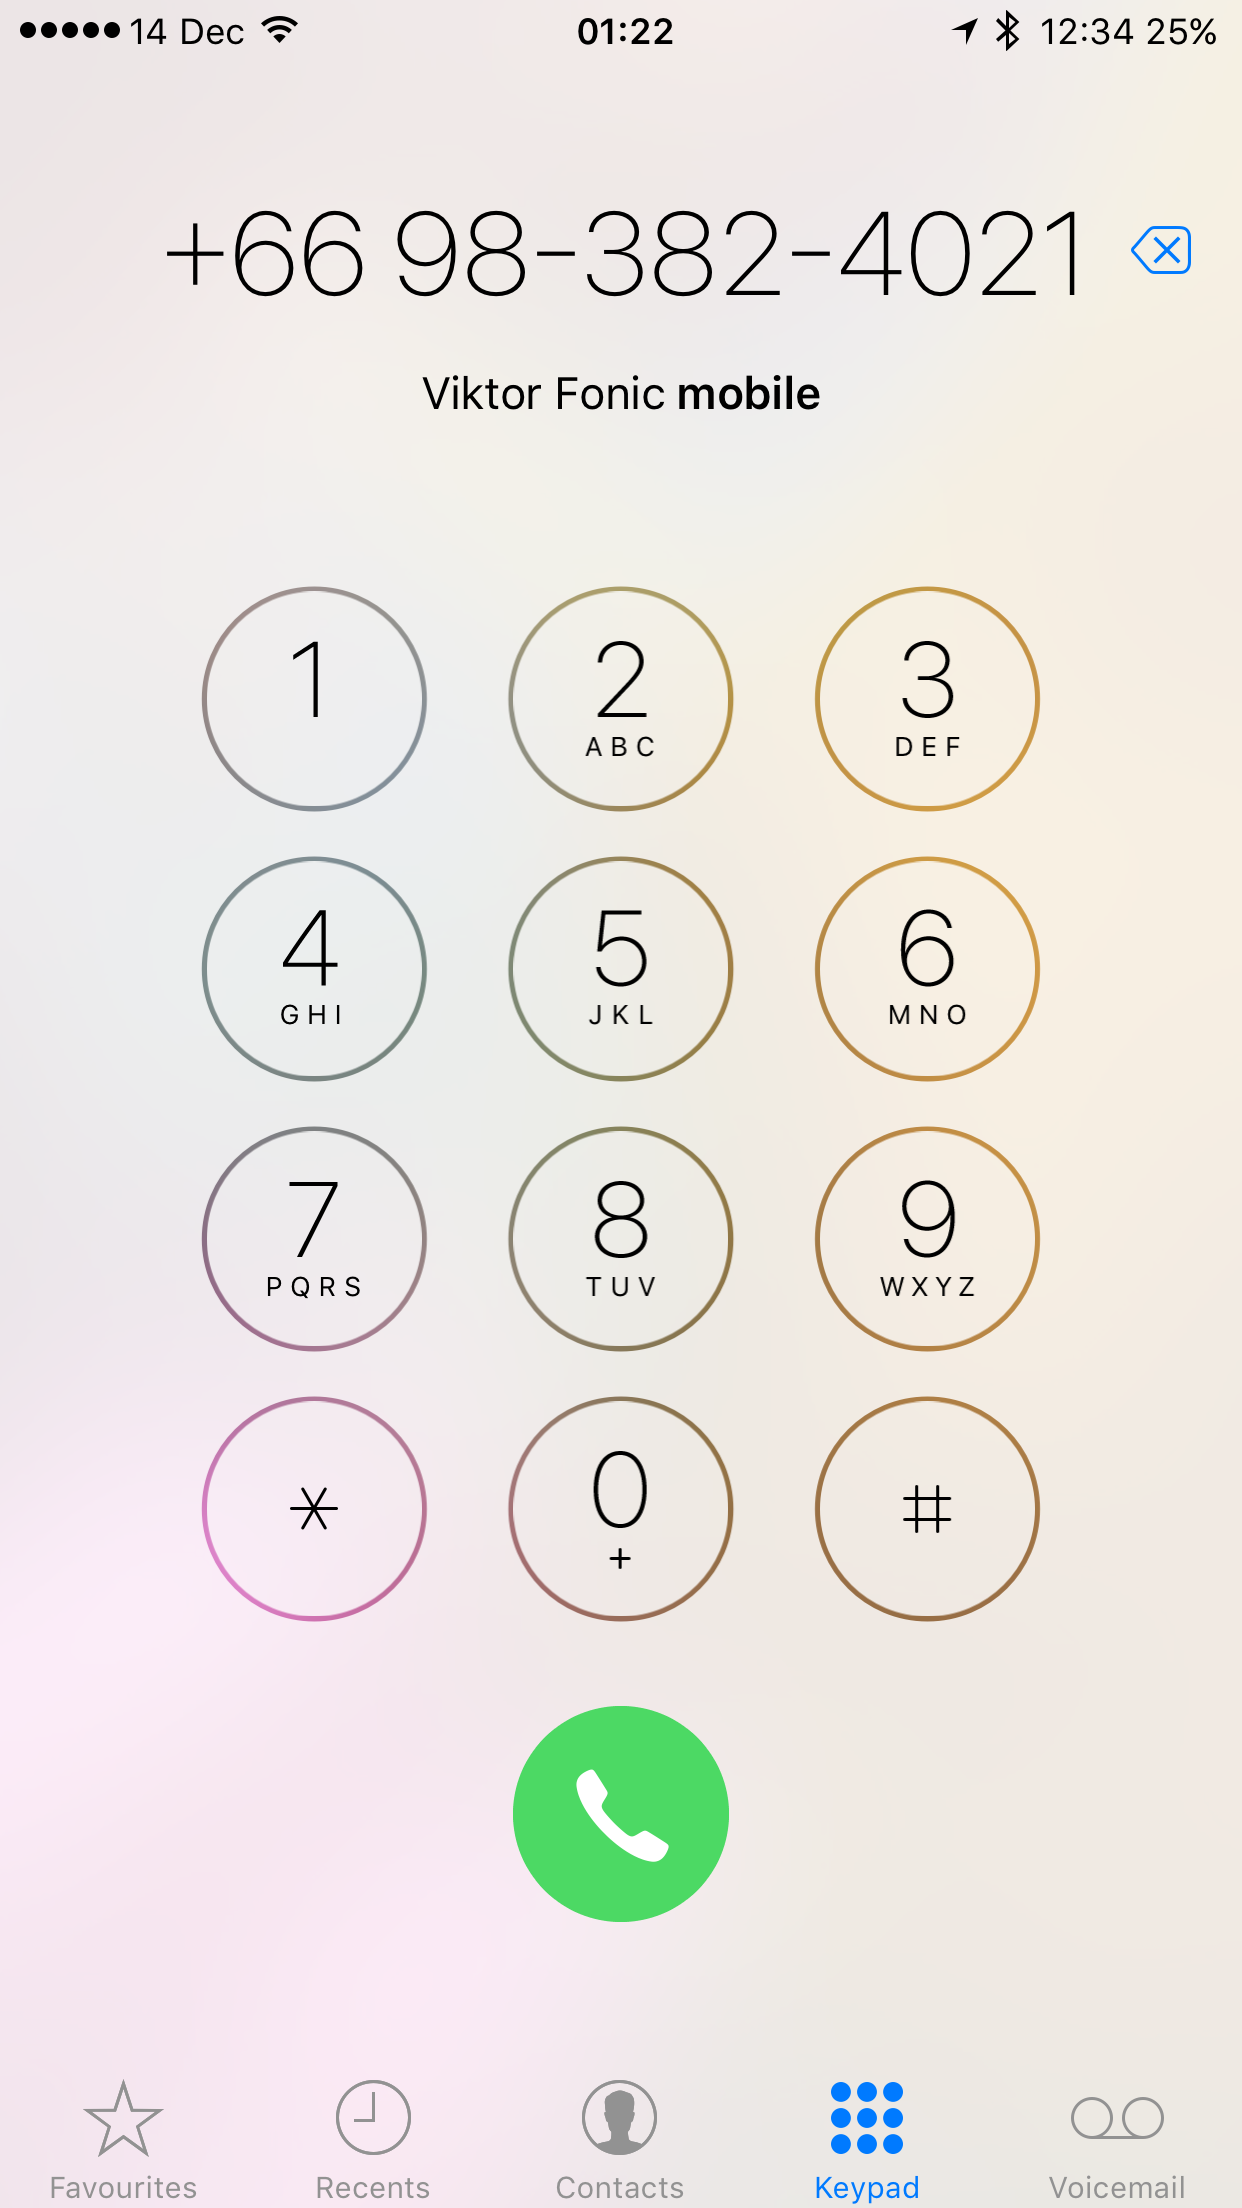 14 Dec 01:22 12:34 25%
+66 98-382-4021
Viktor Fonic mobile
1 2 3
ABC DEF
4 5 6
GHI JKL MNO
7 8 9
PQRS TUV WXYZ
* 0 #
+
Favourites Recents Contacts Keypad Voicemail